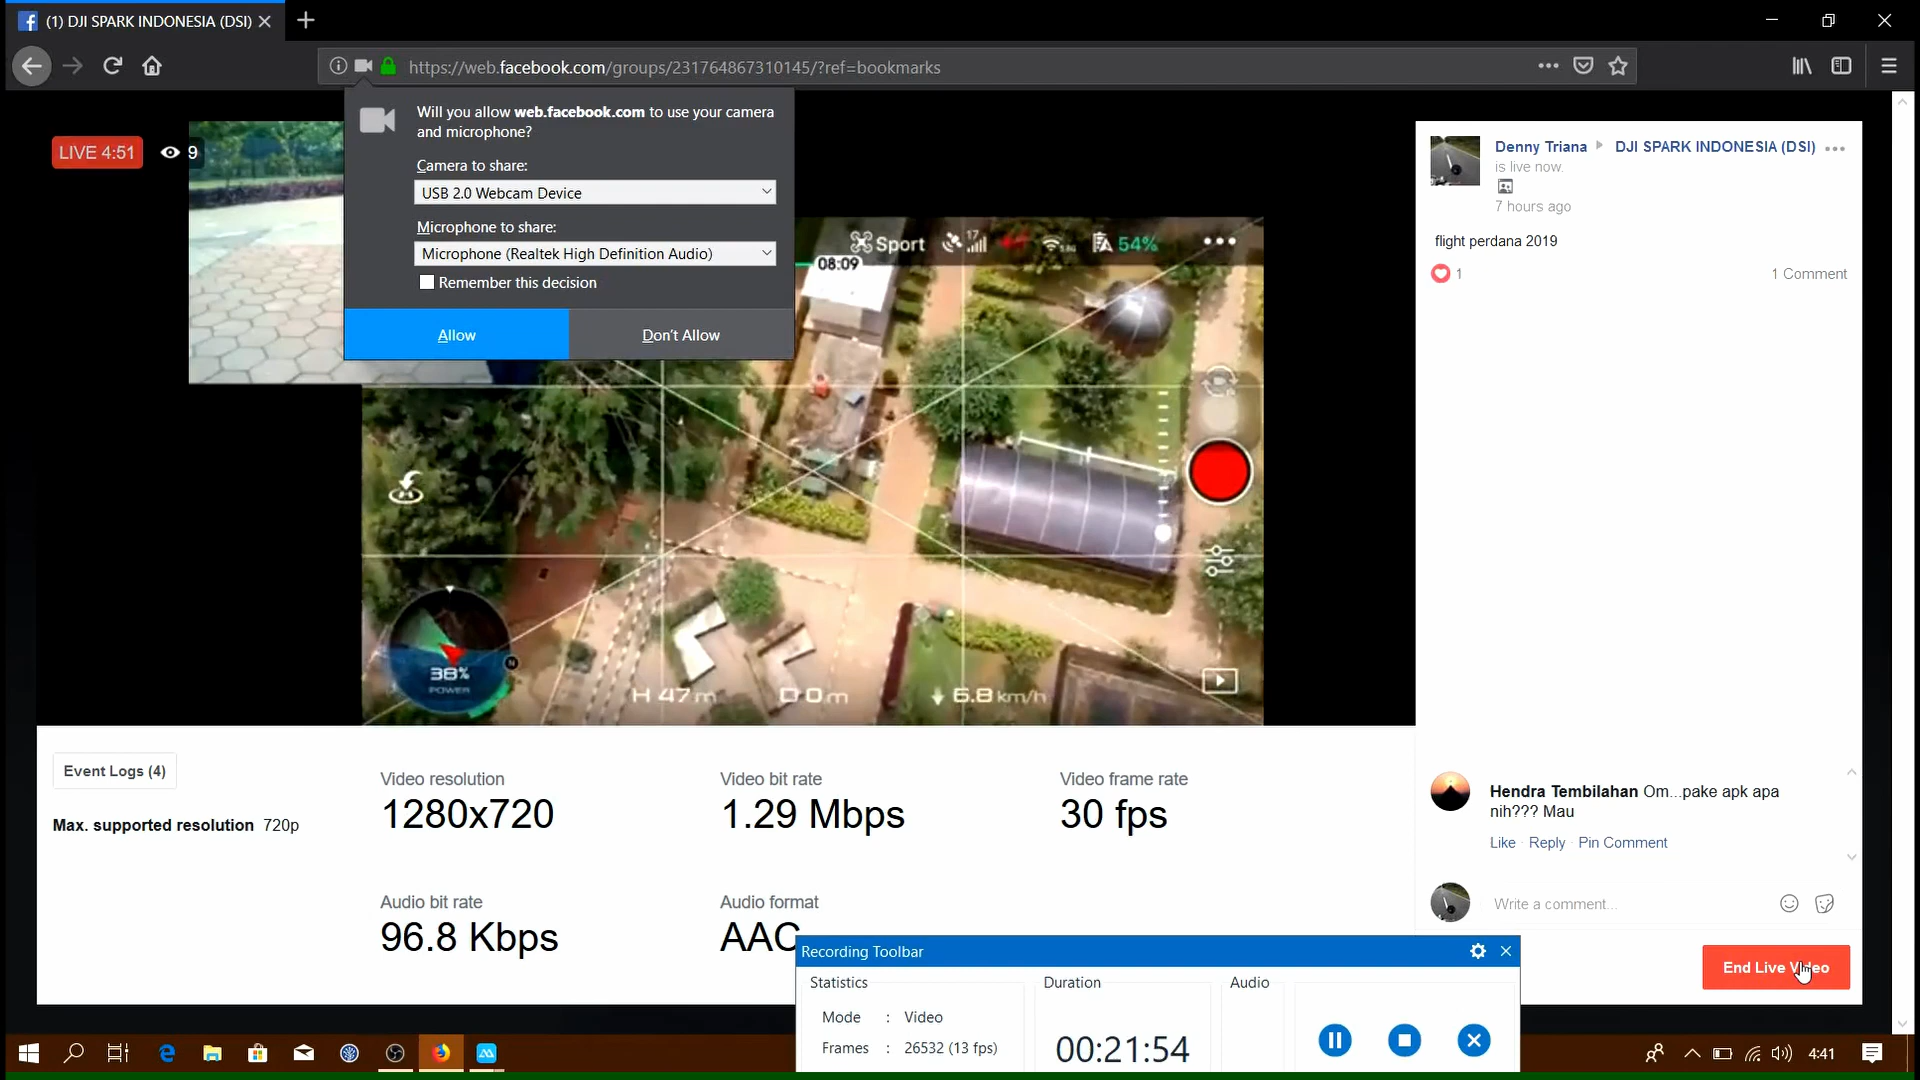 (1) DJI SPARK INDONESIA (DSI)
https://web.facebook.com/groups/231764867310145/?ref=bookmarks
Will you allow web.facebook.com to use your camera
and microphone?
Camera to share:
USB 2.0 Webcam Device
Microphone to share:
Microphone (Realtek High Definition Audio)
Remember this decision
Allow
Don't Allow
LIVE 4:51
9
Sport
17
54%
08:09
38%
POWER
N
H 47 m
D 0 m
6.8 km/h
Denny Triana
DJI SPARK INDONESIA (DSI)
is live now.
7 hours ago
flight perdana 2019
1
1 Comment
Event Logs (4)
Max. supported resolution 720p
Video resolution
1280x720
Video bit rate
1.29 Mbps
Video frame rate
30 fps
Audio bit rate
96.8 Kbps
Audio format
AAC
Hendra Tembilahan Om...pake apk apa
nih??? Mau
Like · Reply · Pin Comment
Write a comment...
End Live Video
Recording Toolbar
Statistics
Mode : Video
Frames : 26532 (13 fps)
Duration
00:21:54
Audio
4:41